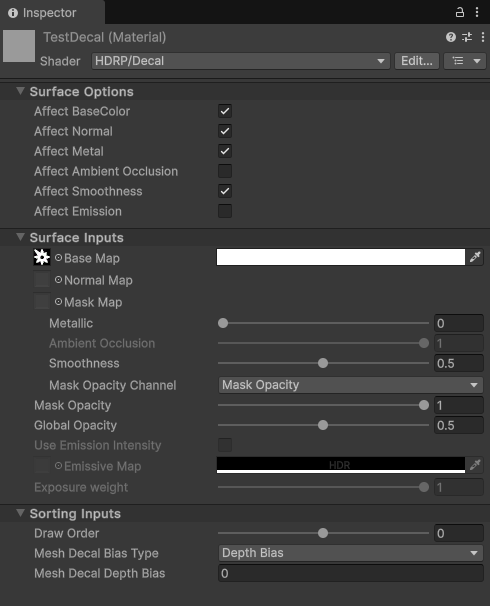 Inspector
TestDecal (Material)
Shader HDRP/Decal Edit...
Surface Options
Affect BaseColor
Affect Normal
Affect Metal
Affect Ambient Occlusion
Affect Smoothness
Affect Emission
Surface Inputs
Base Map
Normal Map
Mask Map
Metallic 0
Ambient Occlusion 1
Smoothness 0.5
Mask Opacity Channel Mask Opacity
Mask Opacity 1
Global Opacity 0.5
Use Emission Intensity
Emissive Map HDR
Exposure weight 1
Sorting Inputs
Draw Order 0
Mesh Decal Bias Type Depth Bias
Mesh Decal Depth Bias 0